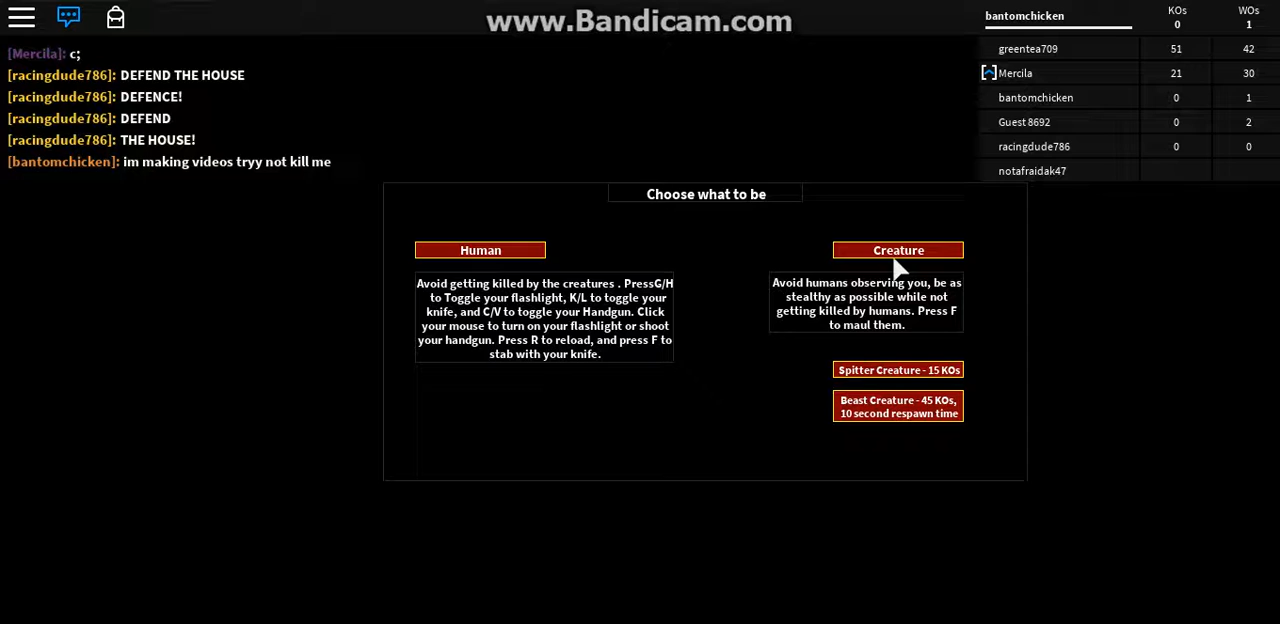 www.Bandicam.com
[Mercila]: c;
[racingdude786]: DEFEND THE HOUSE
[racingdude786]: DEFENCE!
[racingdude786]: DEFEND
[racingdude786]: THE HOUSE!
[bantomchicken]: im making videos tryy not kill me
bantomchicken KOs WOs
0 1
greentea709 51 42
Mercila 21 30
bantomchicken 0 1
Guest 8692 0 2
racingdude786 0 0
notafraidak47
Choose what to be
Human
Avoid getting killed by the creatures . PressG/H
to Toggle your flashlight, K/L to toggle your
knife, and C/V to toggle your Handgun. Click
your mouse to turn on your flashlight or shoot
your handgun. Press R to reload, and press F to
stab with your knife.
Creature
Avoid humans observing you, be as
stealthy as possible while not
getting killed by humans. Press F
to maul them.
Spitter Creature - 15 KOs
Beast Creature - 45 KOs,
10 second respawn time